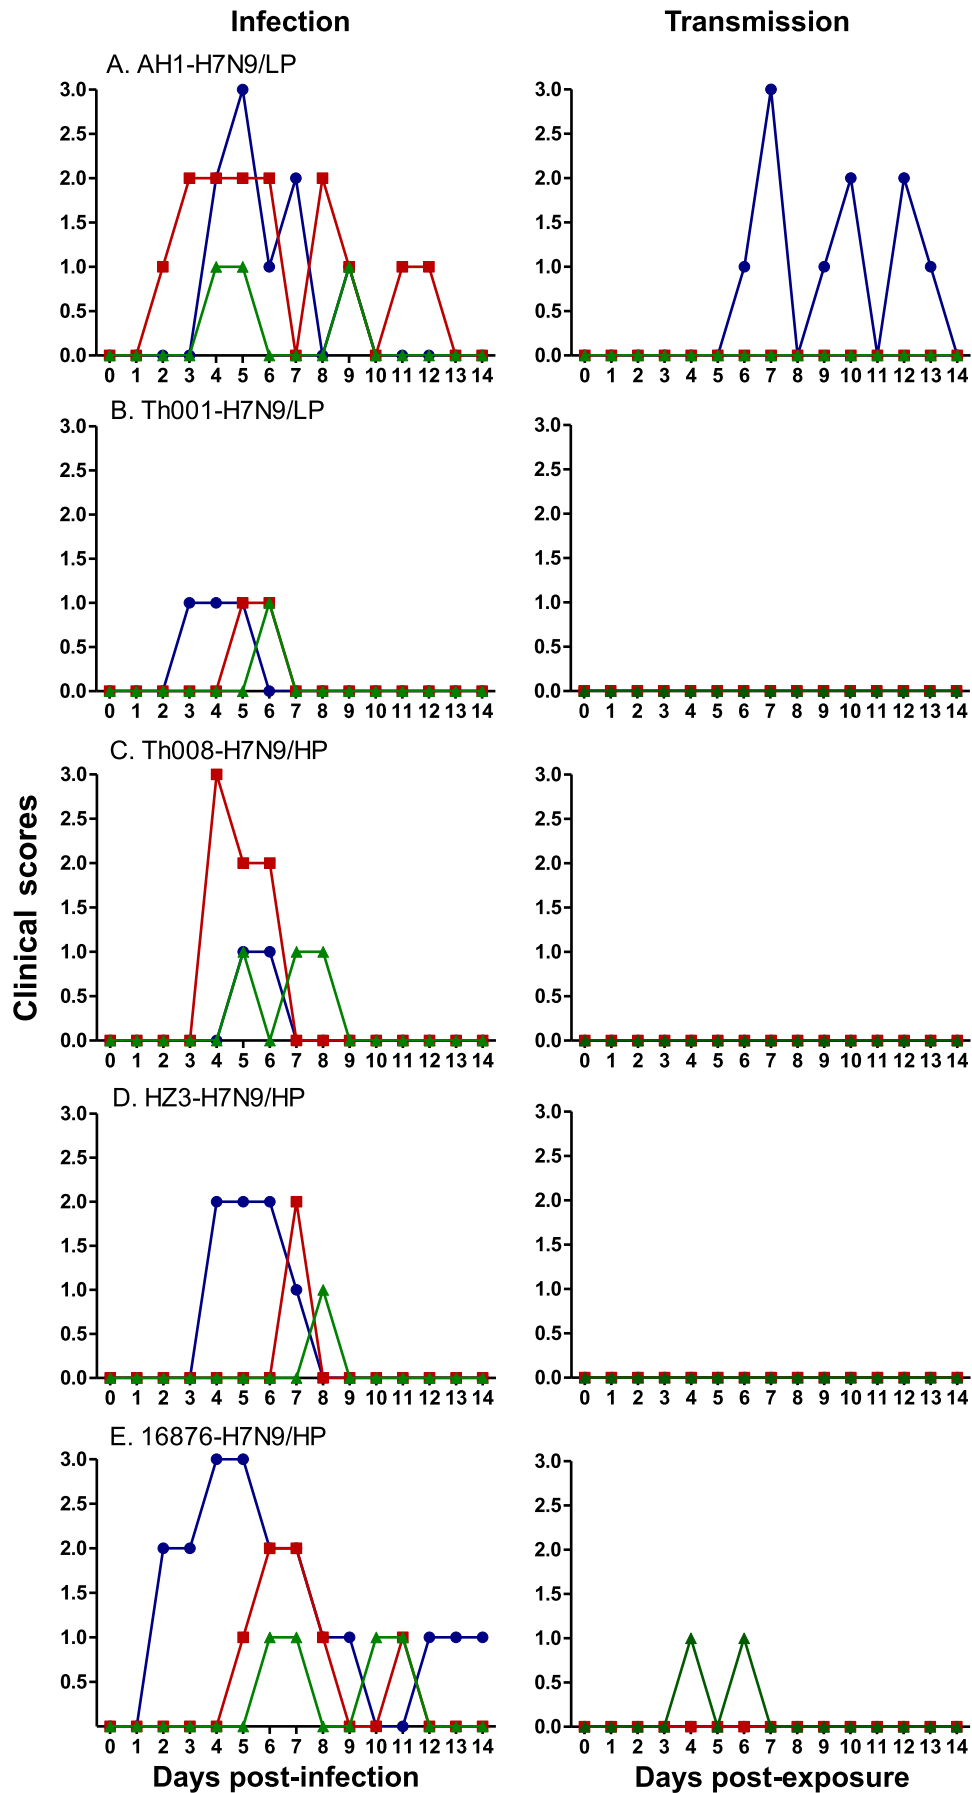 Infection Transmission
A. AH1-H7N9/LP
3.0 3.0
2.5 2.5
2.0 2.0
1.5 1.5
1.0 1.0
0.5 0.5
0.0 0.0
0 1 2 3 4 5 6 7 8 9 10 11 12 13 14 0 1 2 3 4 5 6 7 8 9 10 11 12 13 14
B. Th001-H7N9/LP
3.0 3.0
2.5 2.5
2.0 2.0
1.5 1.5
1.0 1.0
0.5 0.5
0.0 0.0
0 1 2 3 4 5 6 7 8 9 10 11 12 13 14 0 1 2 3 4 5 6 7 8 9 10 11 12 13 14
C. Th008-H7N9/HP
3.0 3.0
2.5 2.5
2.0 2.0
1.5 1.5
1.0 1.0
0.5 0.5
0.0 0.0
0 1 2 3 4 5 6 7 8 9 10 11 12 13 14 0 1 2 3 4 5 6 7 8 9 10 11 12 13 14
Clinical scores
D. HZ3-H7N9/HP
3.0 3.0
2.5 2.5
2.0 2.0
1.5 1.5
1.0 1.0
0.5 0.5
0.0 0.0
0 1 2 3 4 5 6 7 8 9 10 11 12 13 14 0 1 2 3 4 5 6 7 8 9 10 11 12 13 14
E. 16876-H7N9/HP
3.0 3.0
2.5 2.5
2.0 2.0
1.5 1.5
1.0 1.0
0.5 0.5
0.0
0 1 2 3 4 5 6 7 8 9 10 11 12 13 14 0 1 2 3 4 5 6 7 8 9 10 11 12 13 14
Days post-infection Days post-exposure